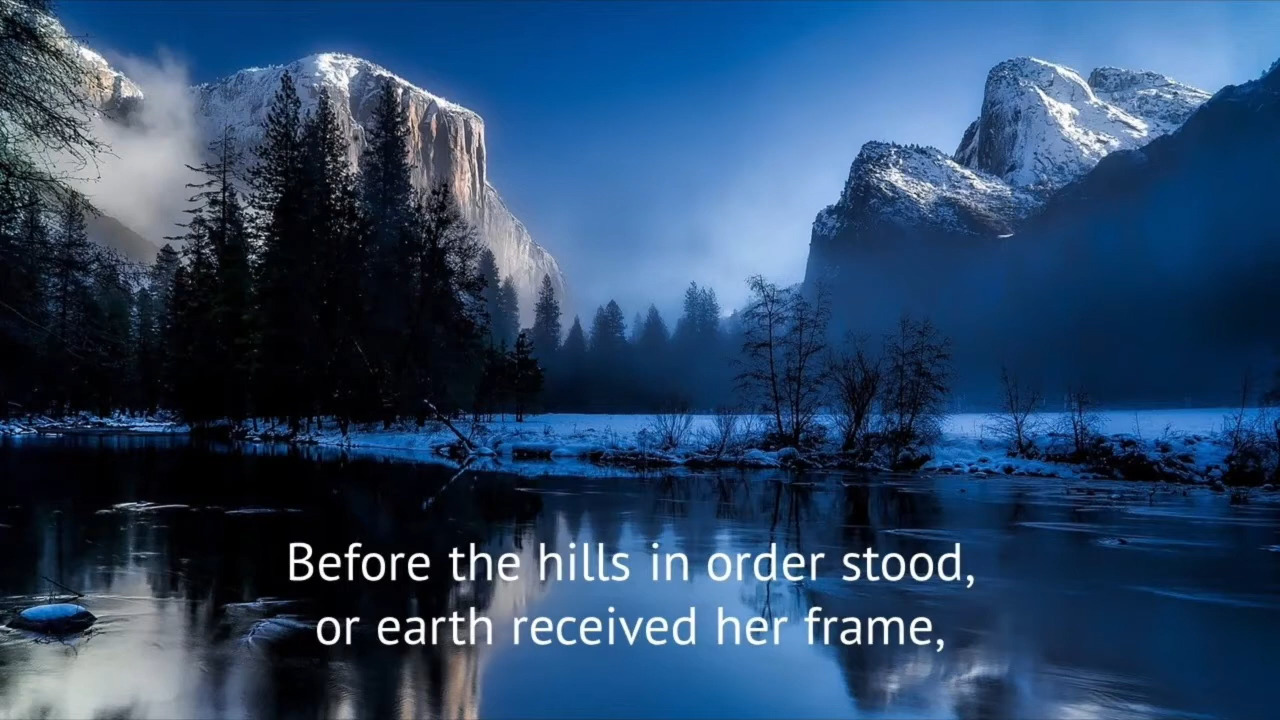 Before the hills in order stood,
or earth received her frame,